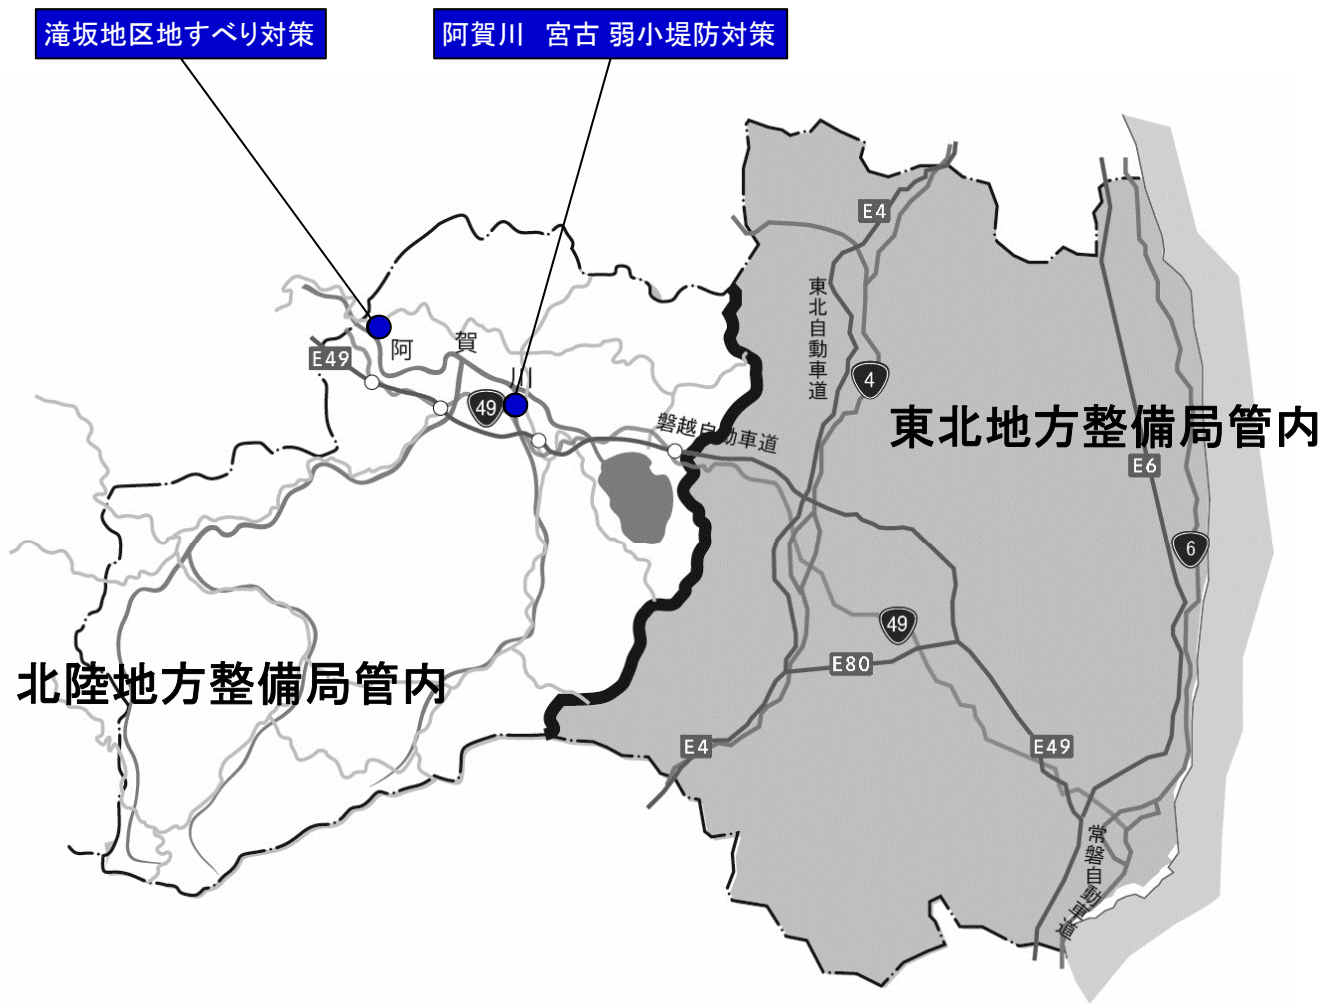 滝坂地区地すべり対策
阿賀川　宮古 弱小堤防対策
E4
東北自動車道
阿
賀
川
E49
49
4
磐越自動車道
東北地方整備局管内
E6
6
49
E80
北陸地方整備局管内
E4
E49
常磐自動車道